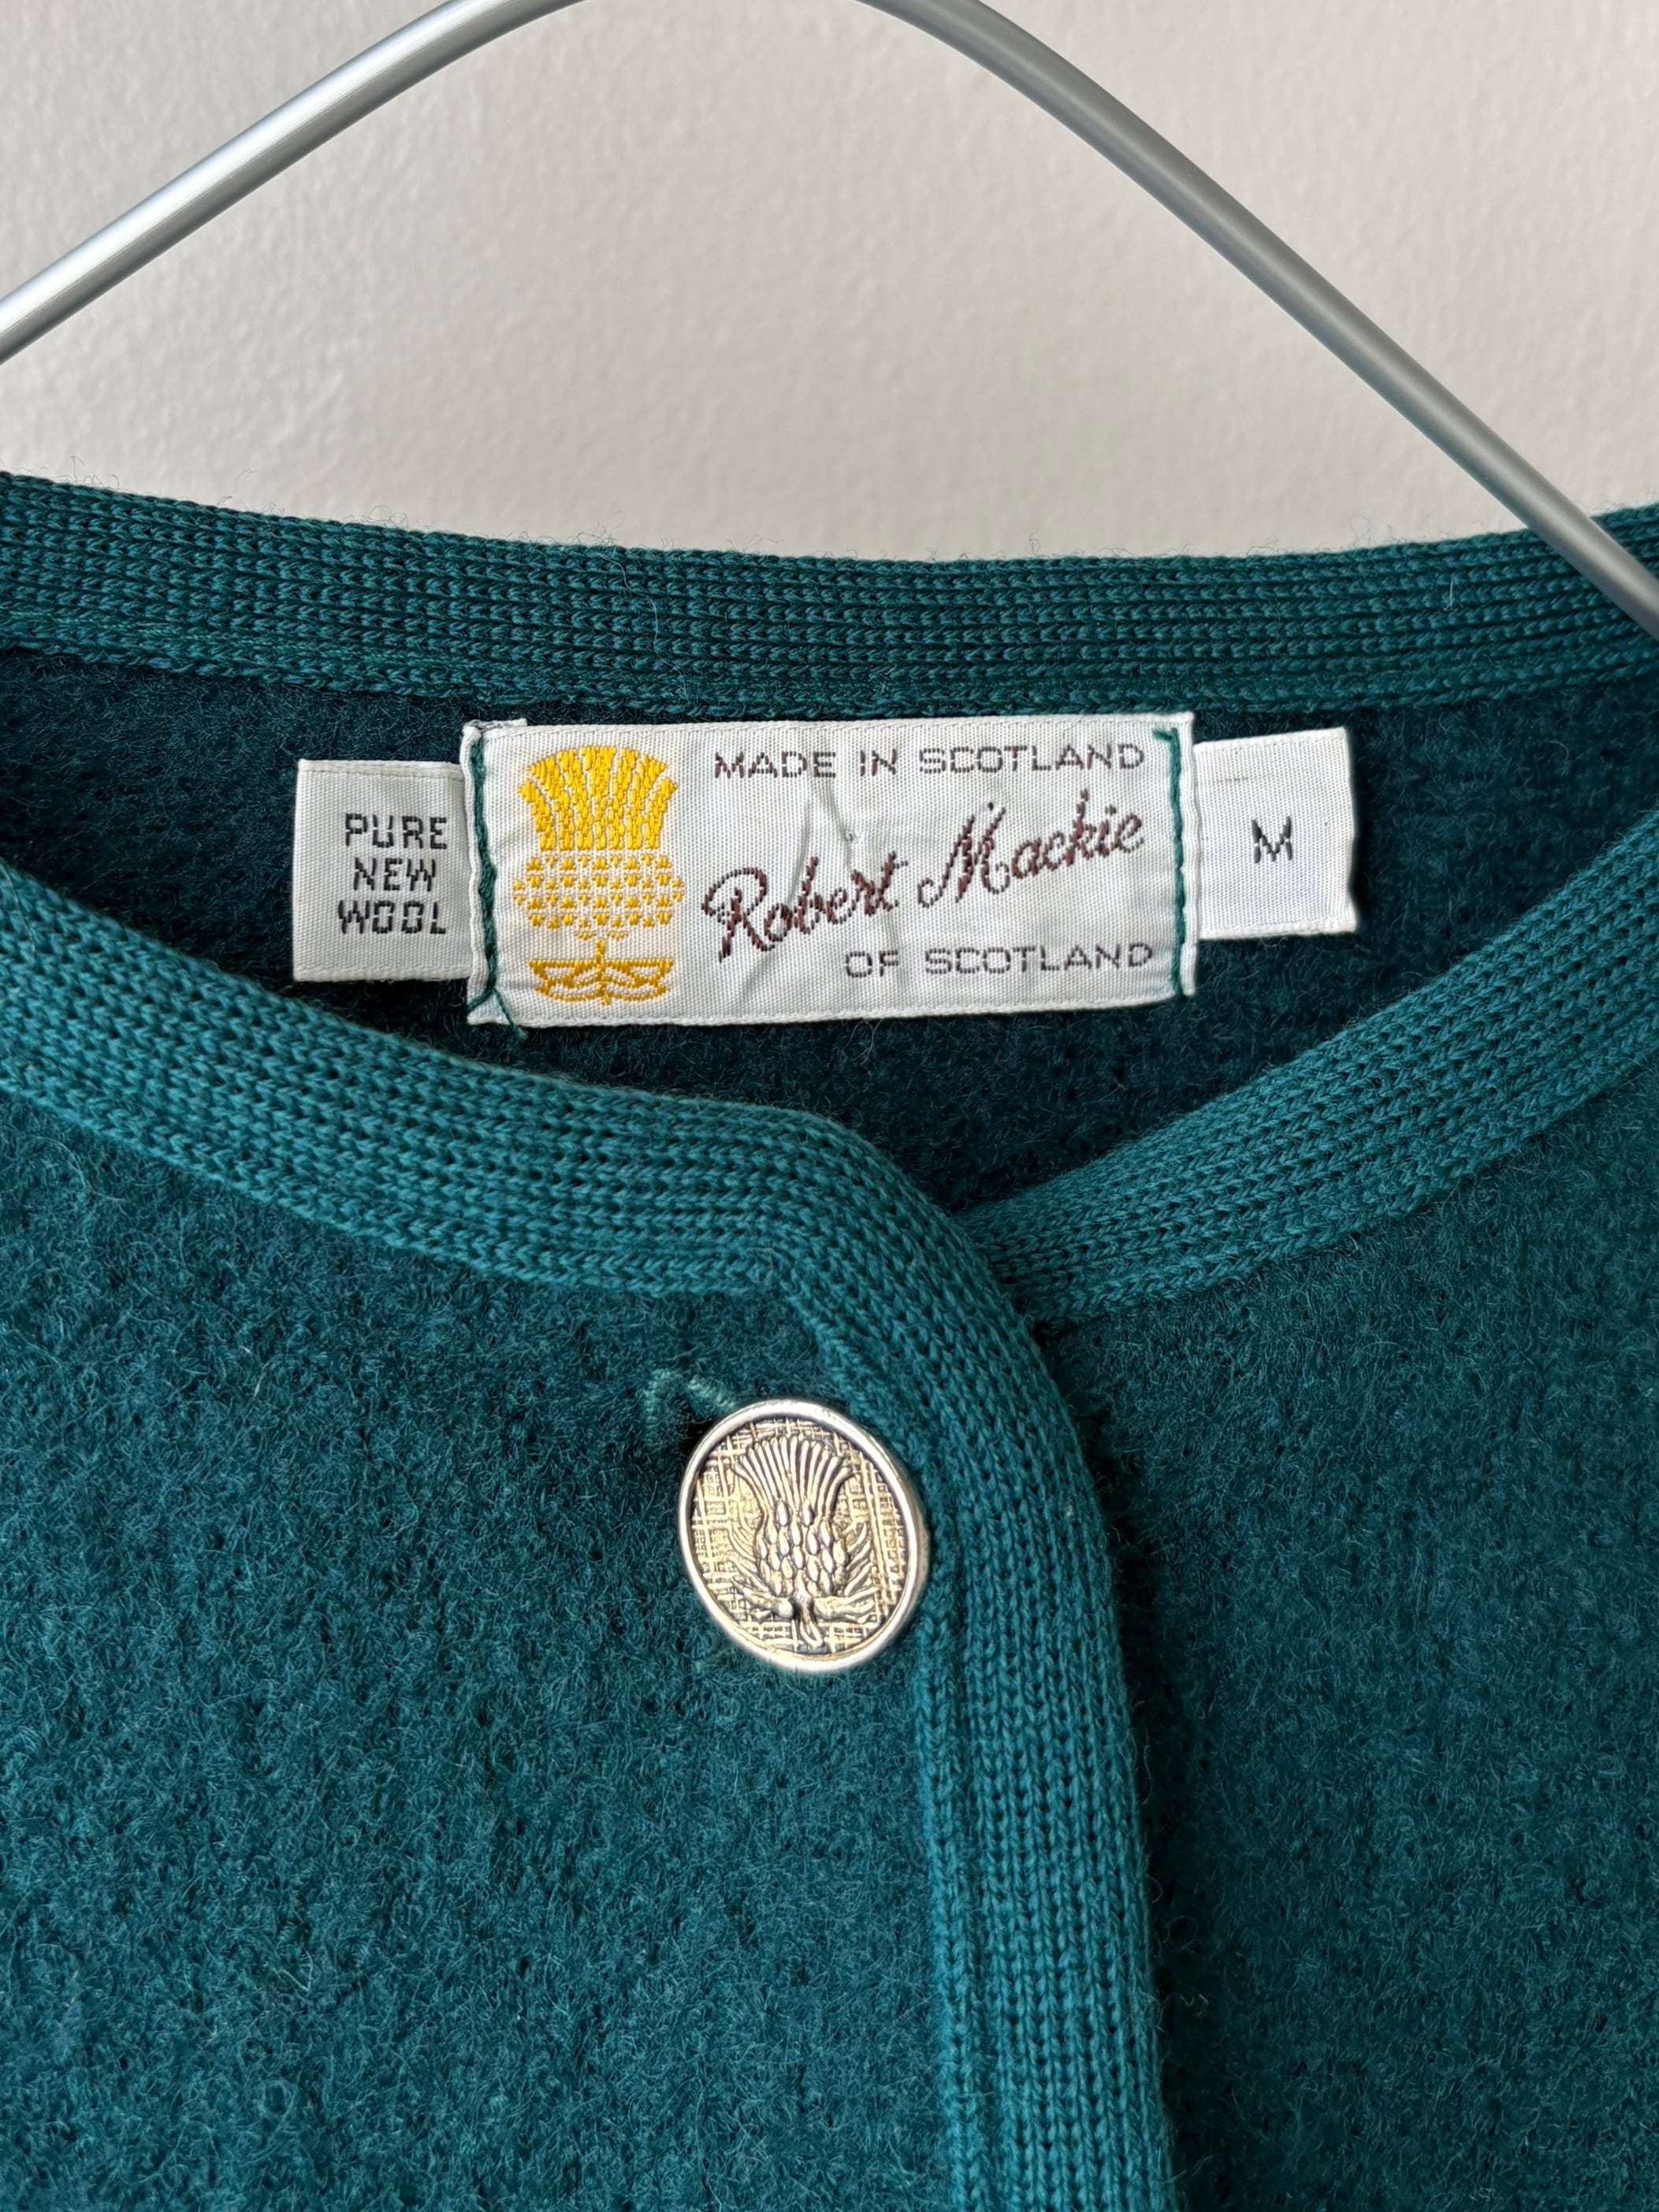 PURE
NEW
WOOL
MADE IN SCOTLAND
Robert Mackie
OF SCOTLAND
M